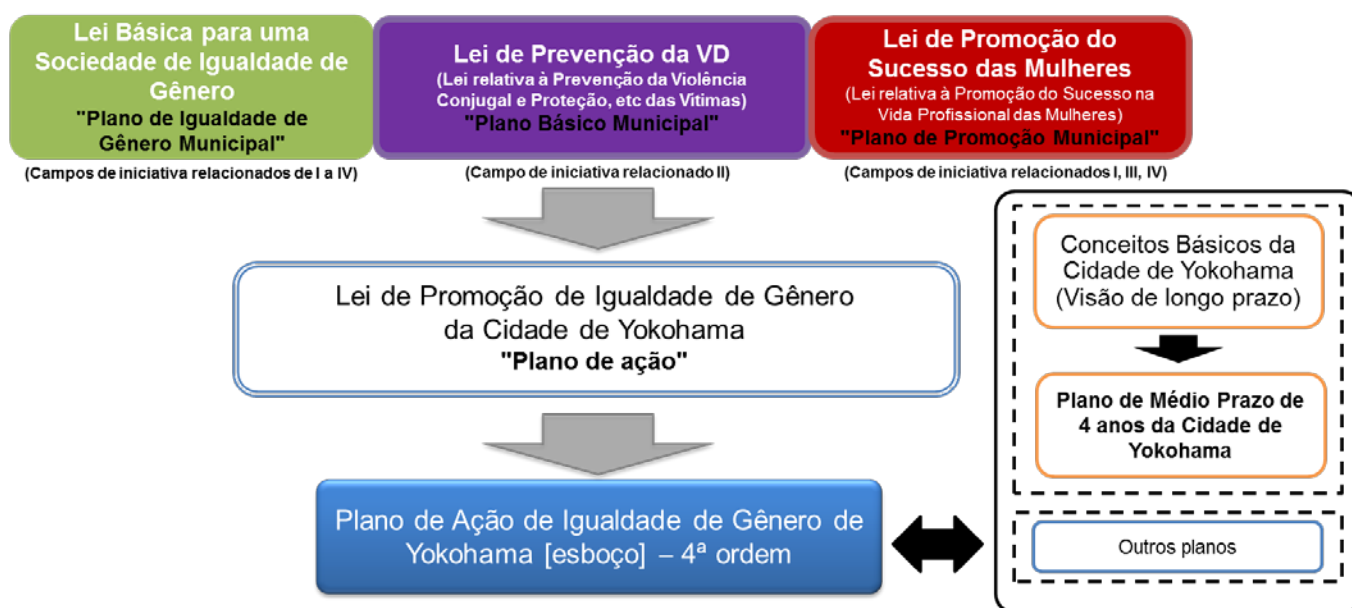 Lei Básica para uma
Sociedade de Igualdade de
Gênero
"Plano de Igualdade de
Gênero Municipal"
(Campos de iniciativa relacionados de I a IV)
Lei de Prevenção da VD
(Lei relativa à Prevenção da Violência
Conjugal e Proteção, etc das Vitimas)
"Plano Básico Municipal"
(Campo de iniciativa relacionado II)
Lei de Promoção do
Sucesso das Mulheres
(Lei relativa à Promoção do Sucesso na
Vida Profissional das Mulheres)
"Plano de Promoção Municipal"
(Campos de iniciativa relacionados I, III, IV)
Lei de Promoção de Igualdade de Gênero
da Cidade de Yokohama
"Plano de ação"
Plano de Ação de Igualdade de Gênero de
Yokohama [esboço] – 4ª ordem
Conceitos Básicos da
Cidade de Yokohama
(Visão de longo prazo)
Plano de Médio Prazo de
4 anos da Cidade de
Yokohama
Outros planos